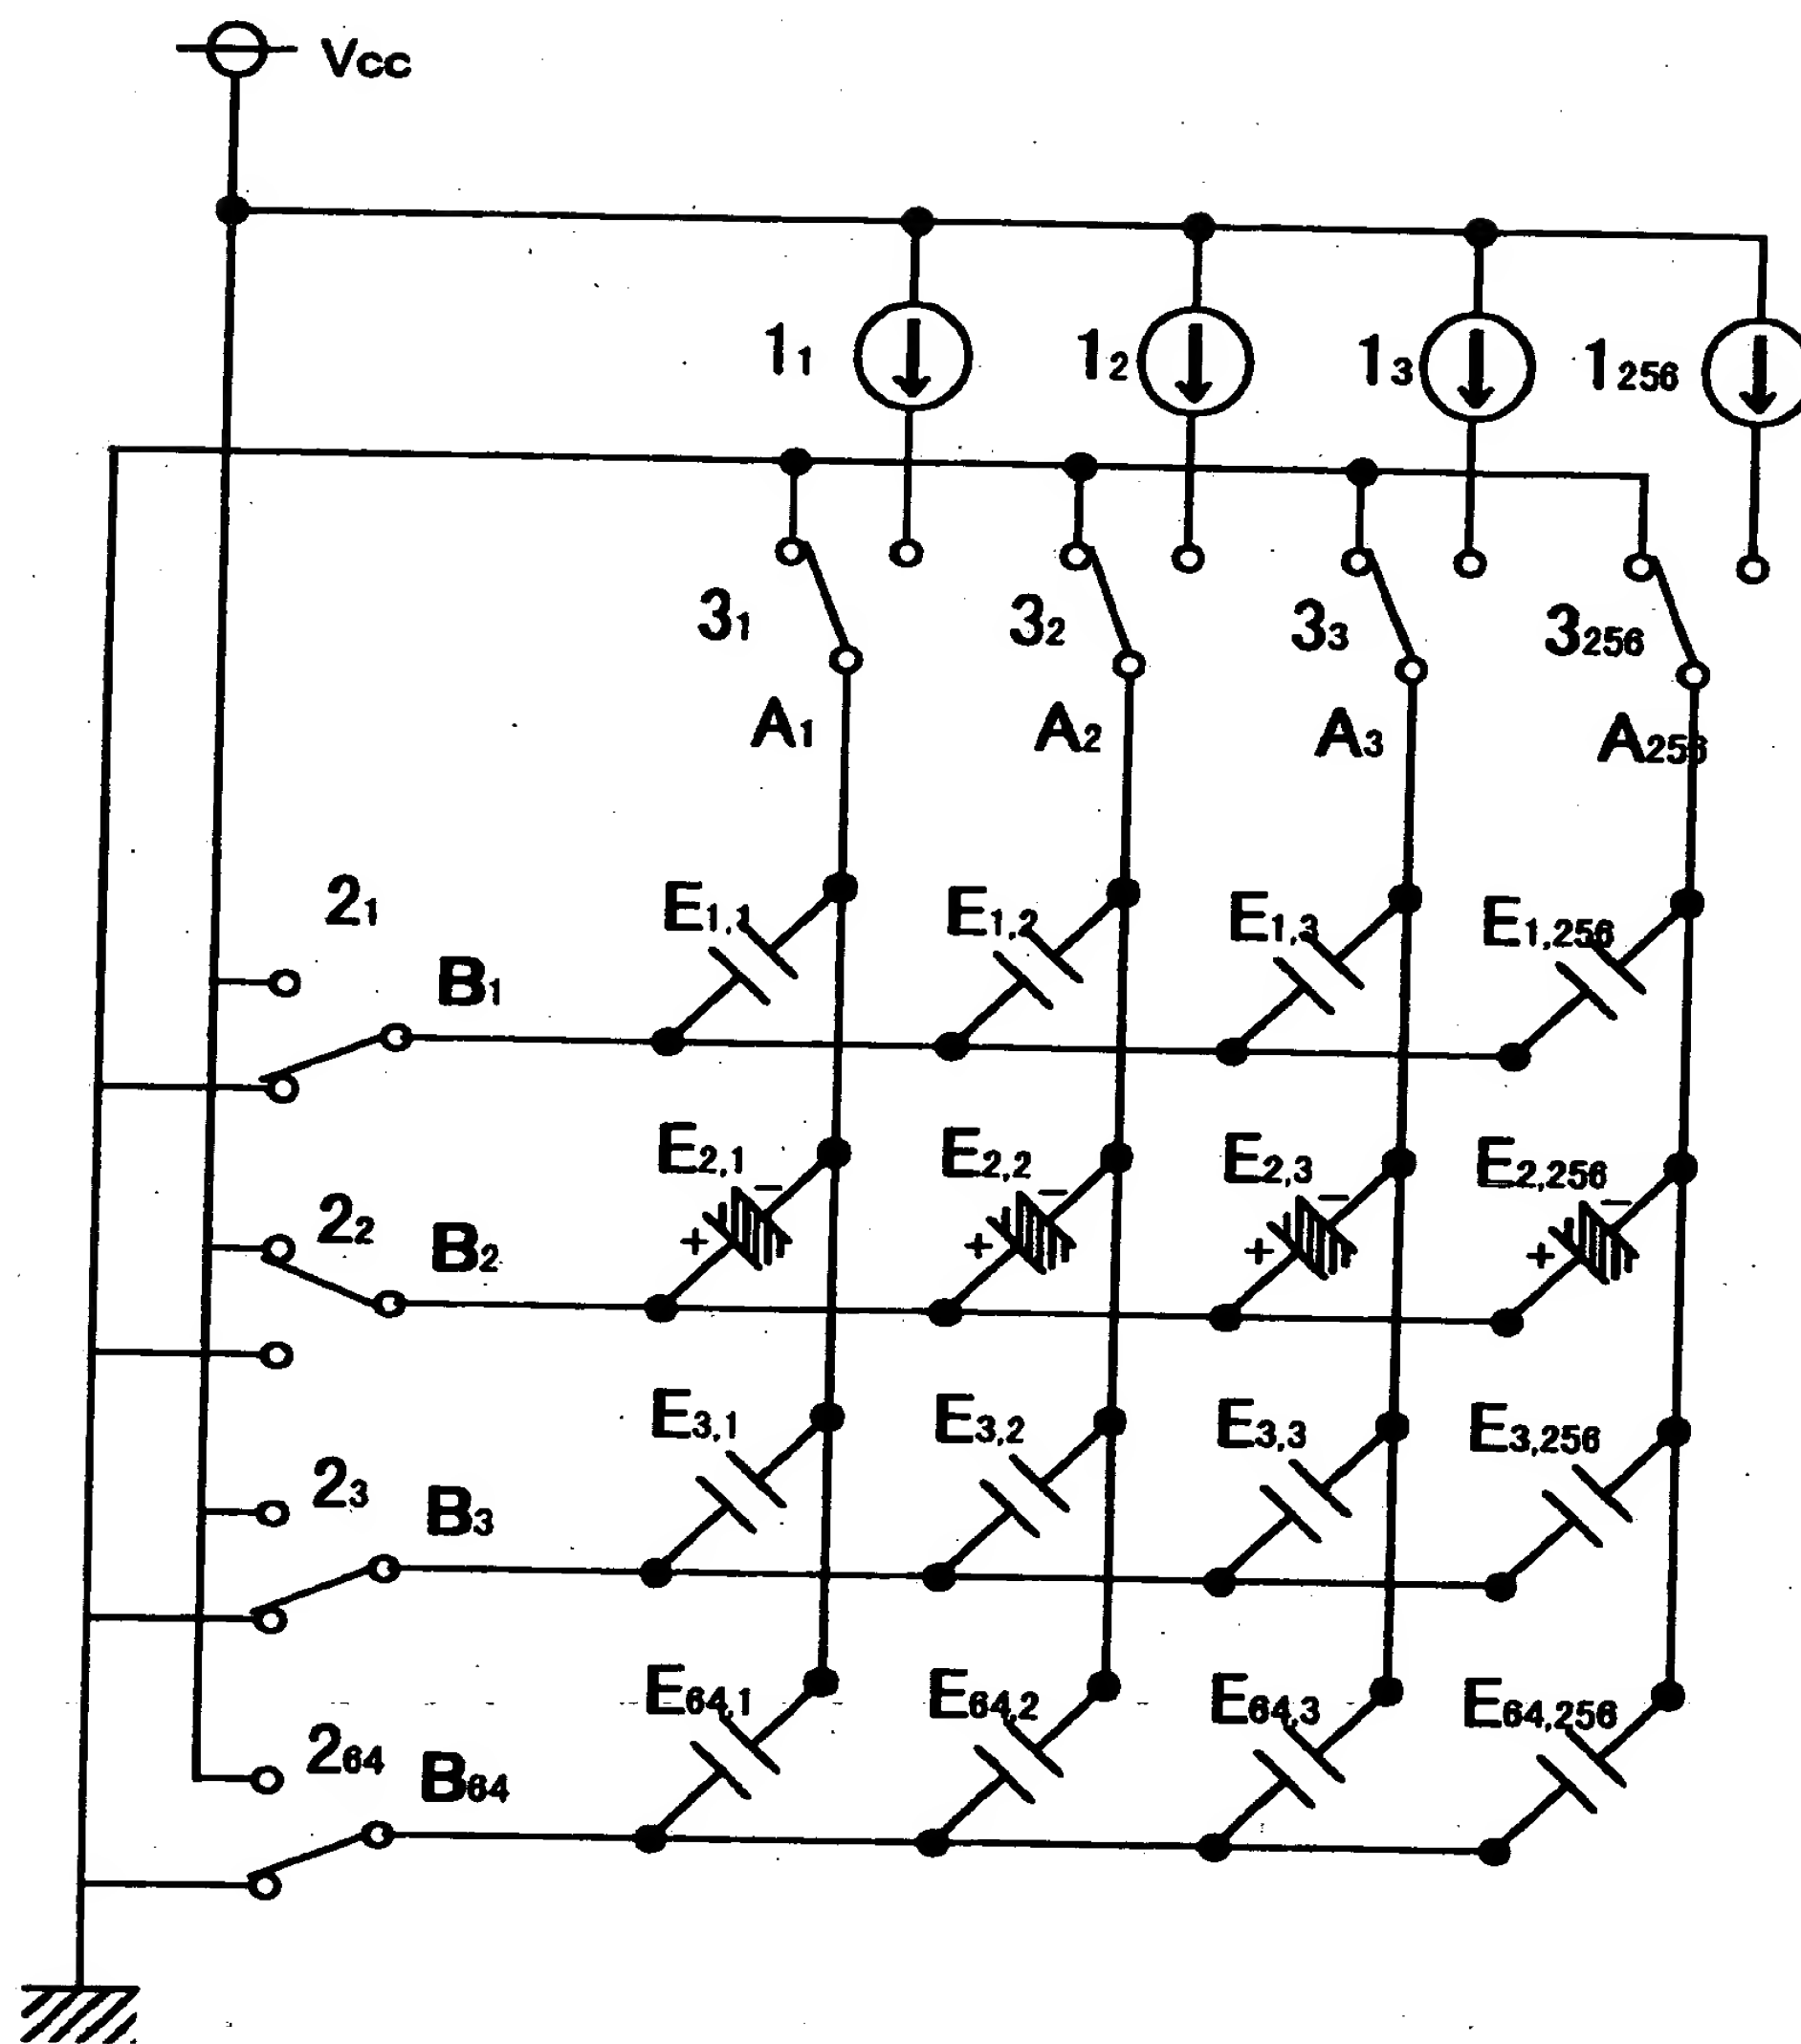 Vcc
1₁ 1₂ 1₃ 1₂₅₆
3₁ 3₂ 3₃ 3₂₅₆
A₁ A₂ A₃ A₂₅₆
2₁ E₁,₁ E₁,₂ E₁,₃ E₁,₂₅₆
B₁
E₂,₁ E₂,₂ E₂,₃ E₂,₂₅₆
2₂ B₂
+ − + − + − + −
E₃,₁ E₃,₂ E₃,₃ E₃,₂₅₆
2₃ B₃
E₆₄,₁ E₆₄,₂ E₆₄,₃ E₆₄,₂₅₆
2₆₄ B₆₄